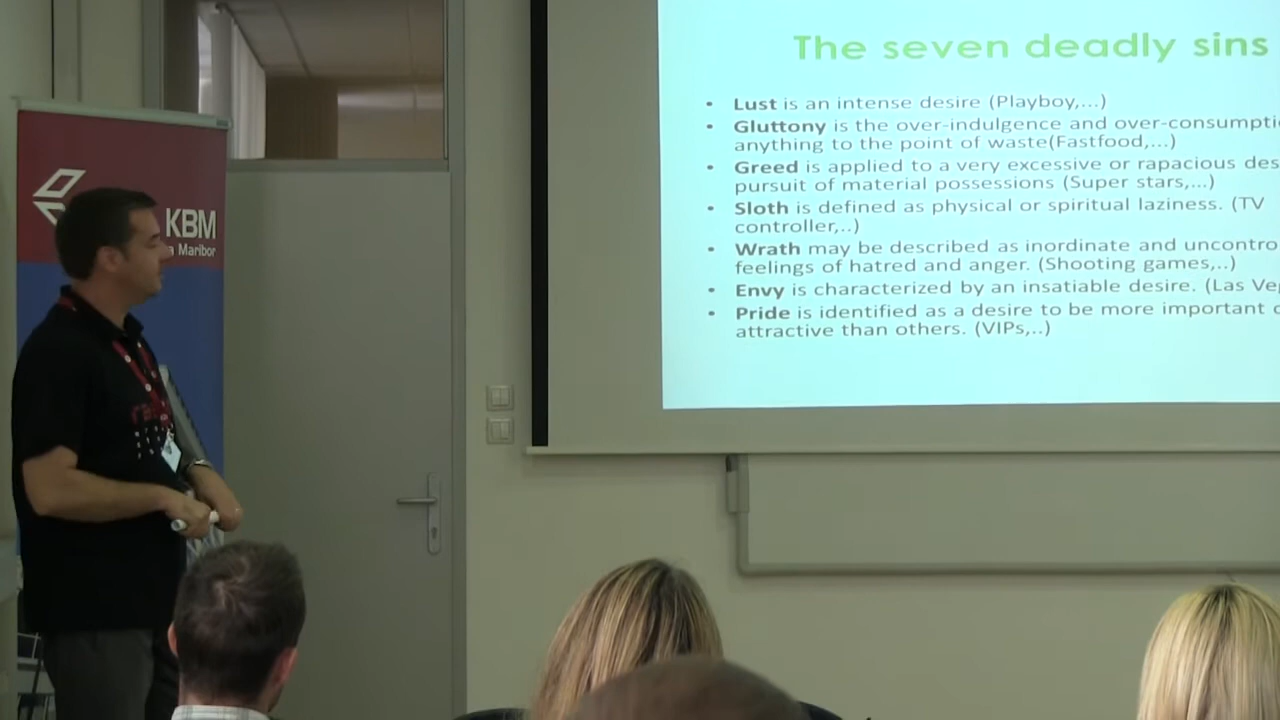 The seven deadly sins
• Lust is an intense desire (Playboy,...)
• Gluttony is the over-indulgence and over-consumpti
anything to the point of waste(Fastfood,...)
• Greed is applied to a very excessive or rapacious des
pursuit of material possessions (Super stars,...)
• Sloth is defined as physical or spiritual laziness. (TV
controller,..)
• Wrath may be described as inordinate and uncontro
feelings of hatred and anger. (Shooting games,..)
• Envy is characterized by an insatiable desire. (Las Ve
• Pride is identified as a desire to be more important
attractive than others. (VIPs,..)
KBM
a Maribor